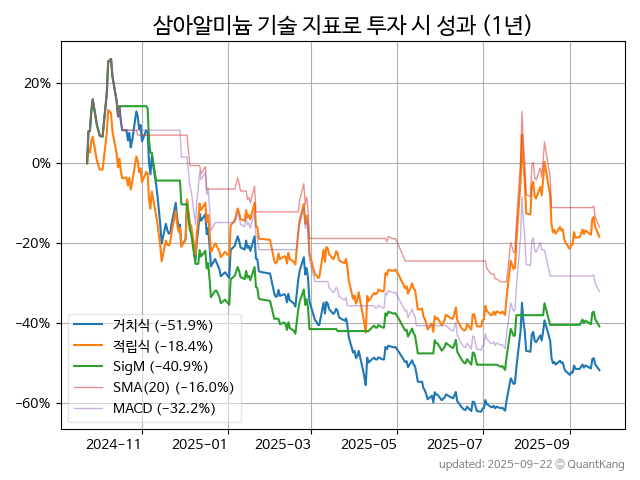 삼아알미늄 기술 지표로 투자 시 성과 (1년)
20%
0%
−20%
−40%
−60%
거치식 (−51.9%)
적립식 (−18.4%)
SigM (−40.9%)
SMA(20) (−16.0%)
MACD (−32.2%)
2024-11
2025-01
2025-03
2025-05
2025-07
2025-09
updated: 2025-09-22 © QuantKang